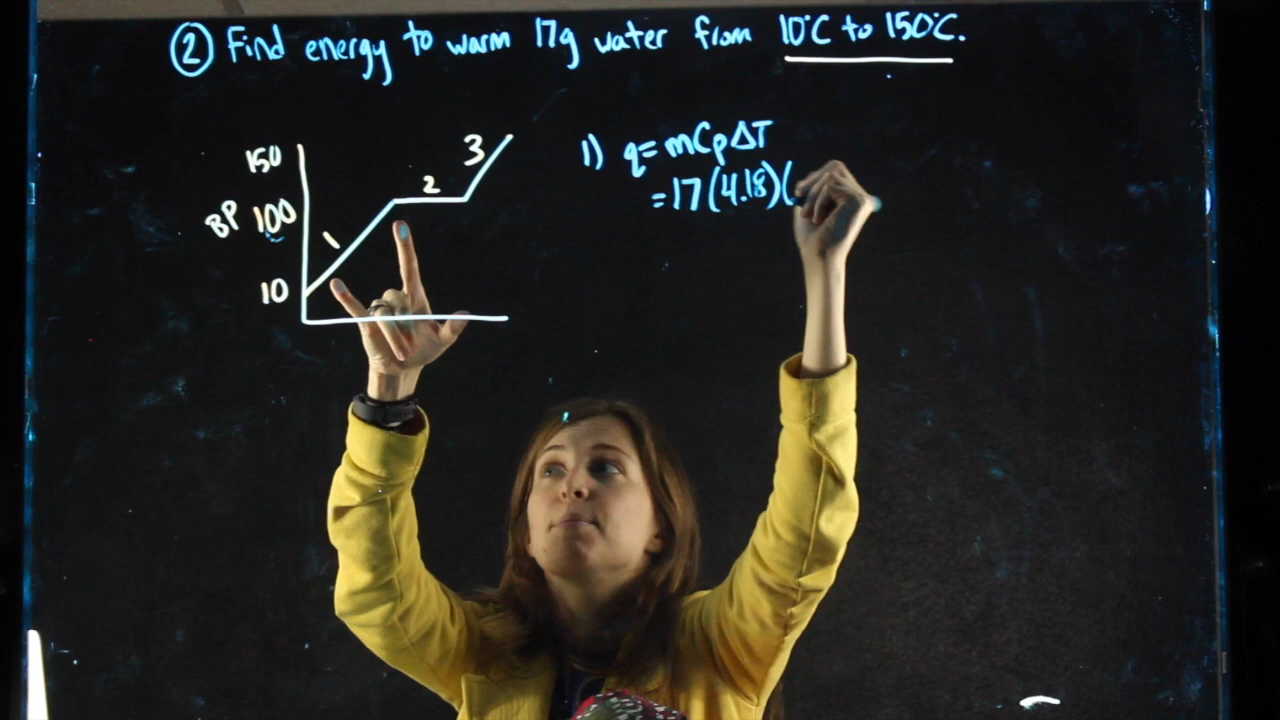 ② Find energy to warm 17g water from 10°C to 150°C.
150
BP 100
10
1
2
3
1) q=mCpΔT
=17(4.18)(